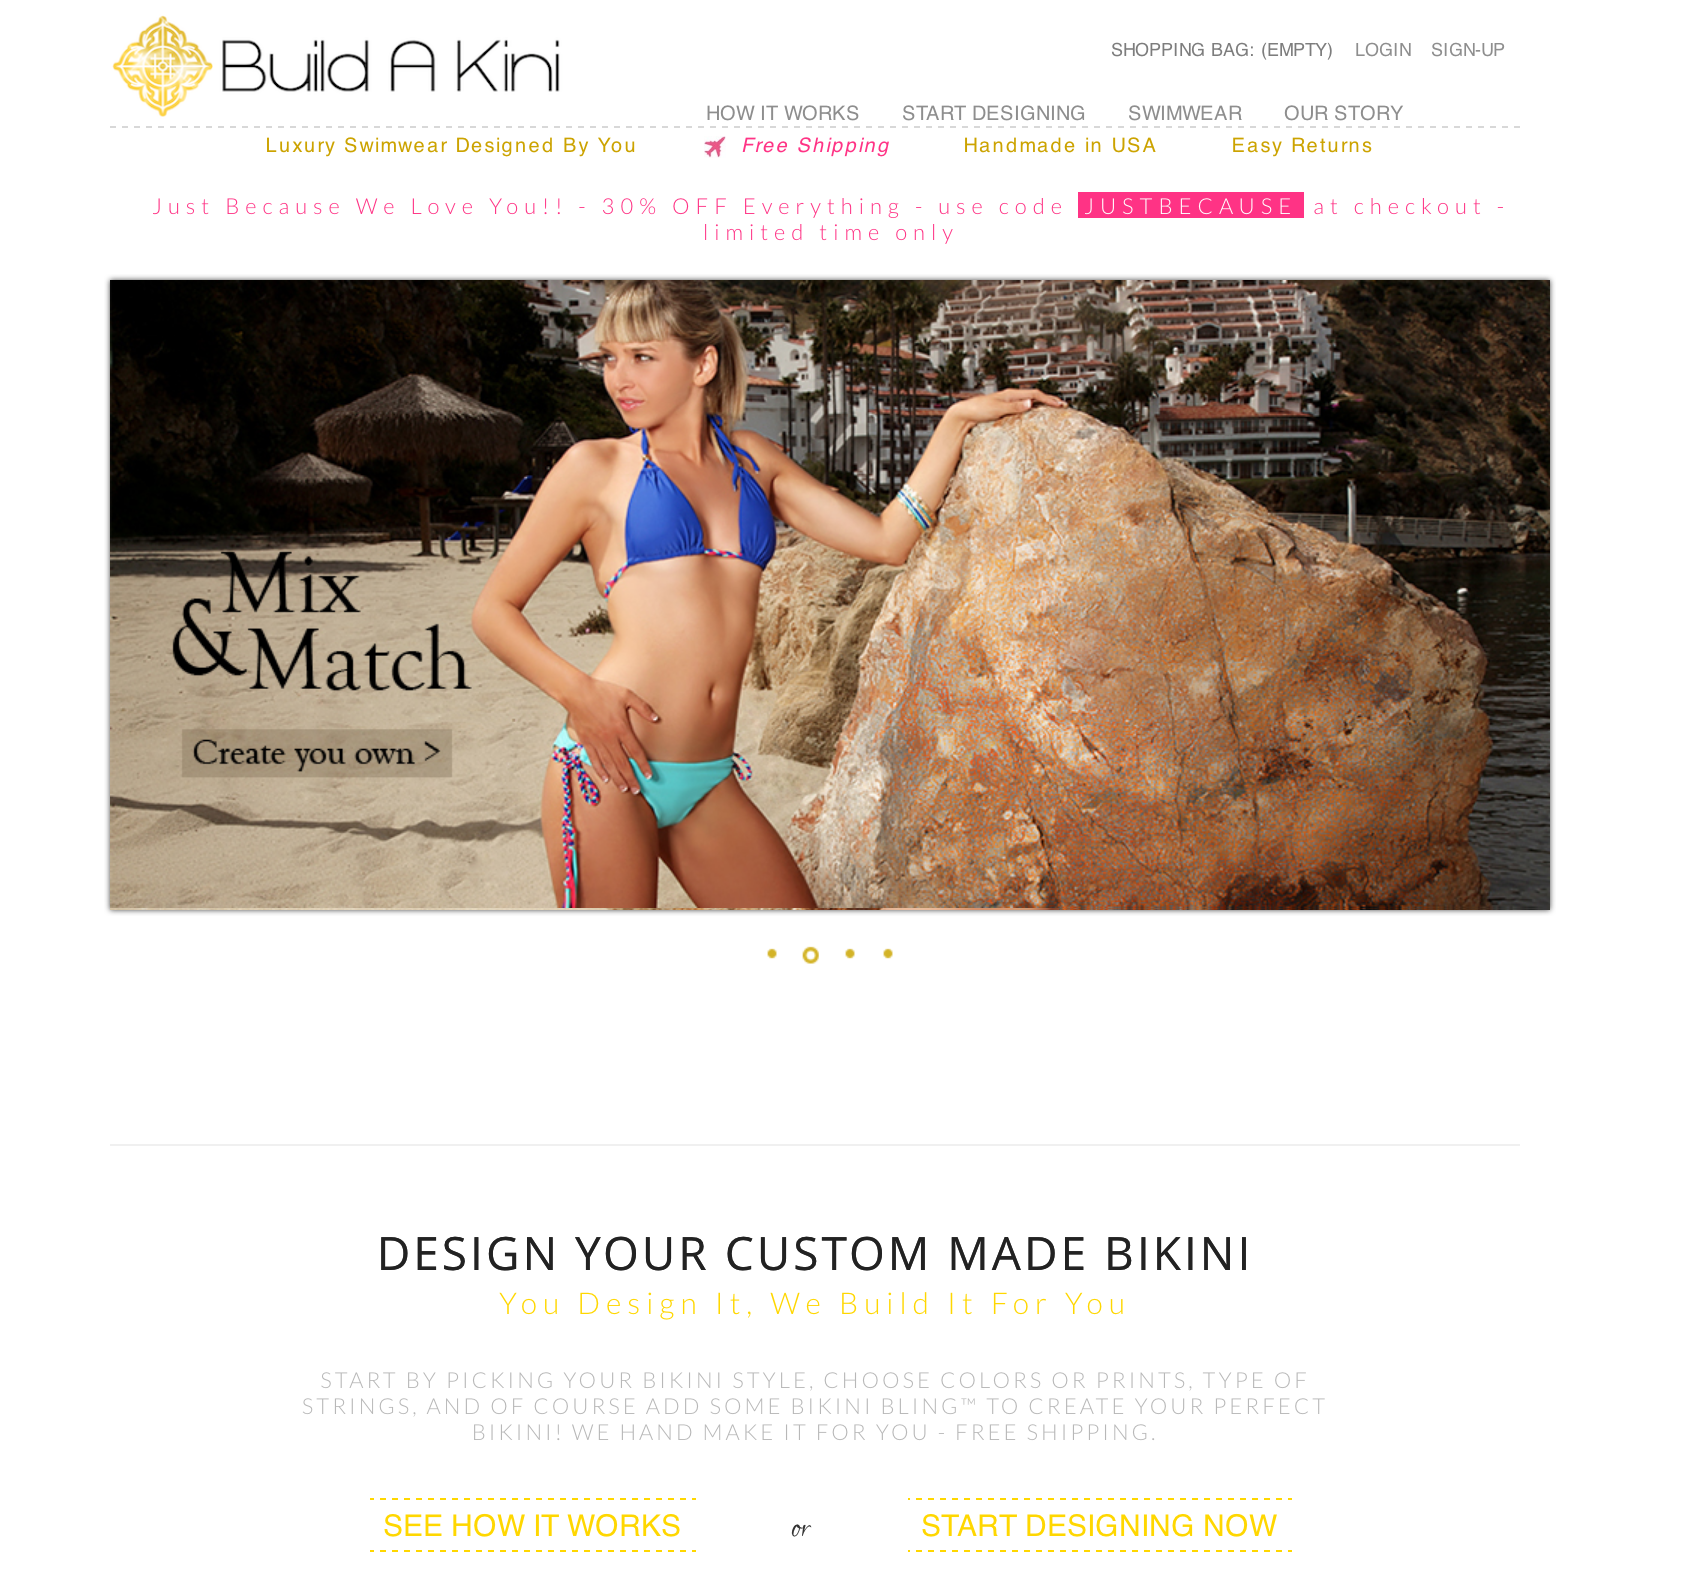 Build A Kini
SHOPPING BAG: (EMPTY) LOGIN SIGN-UP
HOW IT WORKS START DESIGNING SWIMWEAR OUR STORY
Luxury Swimwear Designed By You Free Shipping Handmade in USA Easy Returns
Just Because We Love You!! - 30% OFF Everything - use code JUSTBECAUSE at checkout -
limited time only
Mix
& Match
Create you own >
DESIGN YOUR CUSTOM MADE BIKINI
You Design It, We Build It For You
START BY PICKING YOUR BIKINI STYLE, CHOOSE COLORS OR PRINTS, TYPE OF
STRINGS, AND OF COURSE ADD SOME BIKINI BLING™ TO CREATE YOUR PERFECT
BIKINI! WE HAND MAKE IT FOR YOU - FREE SHIPPING.
SEE HOW IT WORKS or START DESIGNING NOW